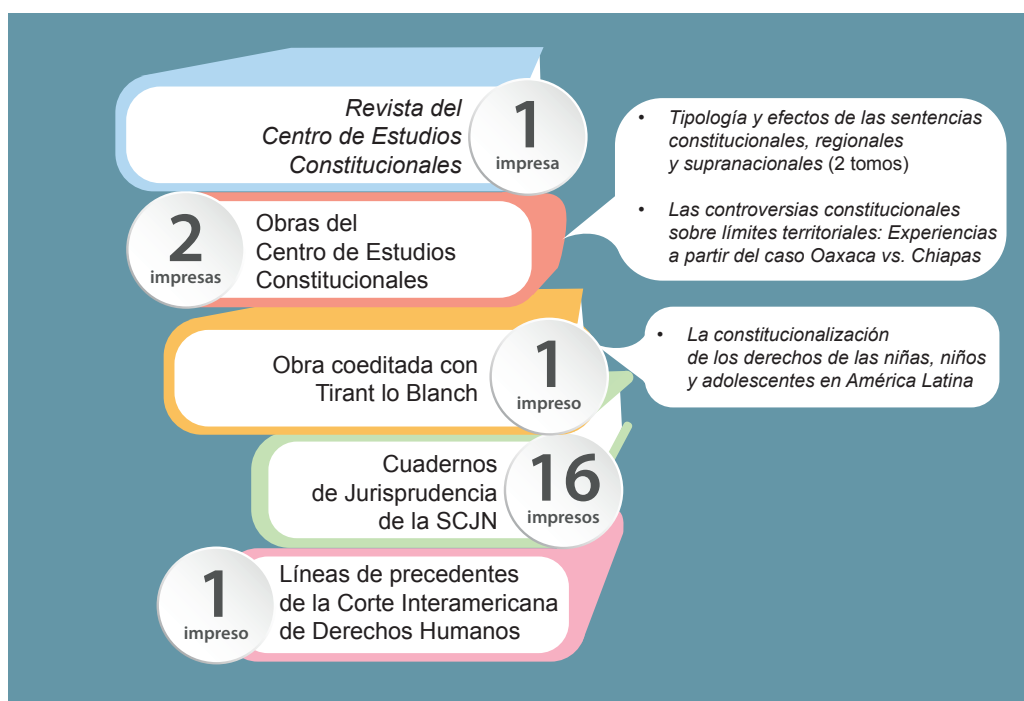 Revista del
Centro de Estudios
Constitucionales
1
impresa
2
impresas
Obras del
Centro de Estudios
Constitucionales
• Tipología y efectos de las sentencias
constitucionales, regionales
y supranacionales (2 tomos)
• Las controversias constitucionales
sobre límites territoriales: Experiencias
a partir del caso Oaxaca vs. Chiapas
Obra coeditada con
Tirant lo Blanch
1
impreso
• La constitucionalización
de los derechos de las niñas, niños
y adolescentes en América Latina
Cuadernos
de Jurisprudencia
de la SCJN
16
impresos
1
impreso
Líneas de precedentes
de la Corte Interamericana
de Derechos Humanos